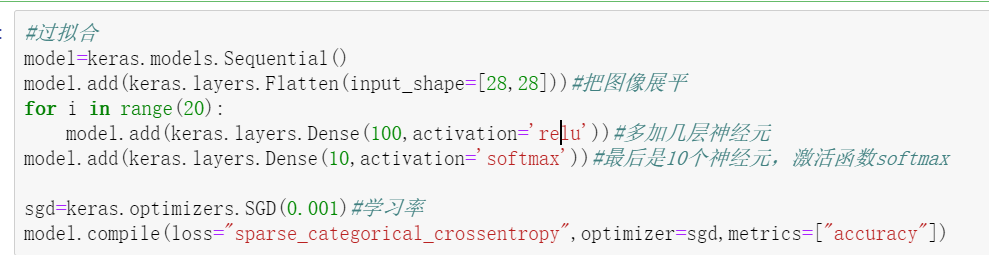 #过拟合
model=keras.models.Sequential()
model.add(keras.layers.Flatten(input_shape=[28,28]))#把图像展平
for i in range(20):
    model.add(keras.layers.Dense(100,activation='relu'))#多加几层神经元
model.add(keras.layers.Dense(10,activation='softmax'))#最后是10个神经元，激活函数softmax
sgd=keras.optimizers.SGD(0.001)#学习率
model.compile(loss="sparse_categorical_crossentropy",optimizer=sgd,metrics=["accuracy"])